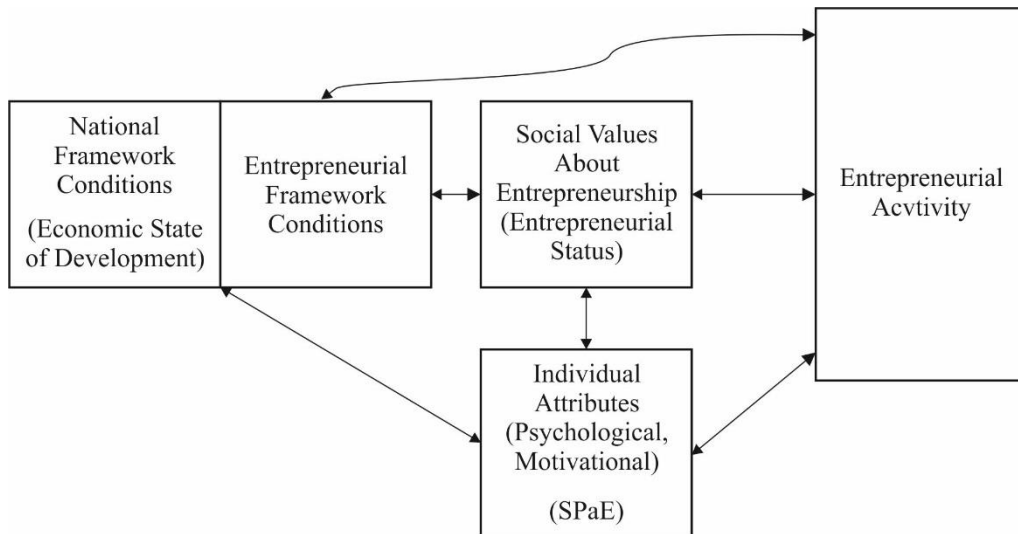 National
Framework
Conditions
(Economic State
of Development)
Entrepreneurial
Framework
Conditions
Social Values
About
Entrepreneurship
(Entrepreneurial
Status)
Entrepreneurial
Acvtivity
Individual
Attributes
(Psychological,
Motivational)
(SPaE)